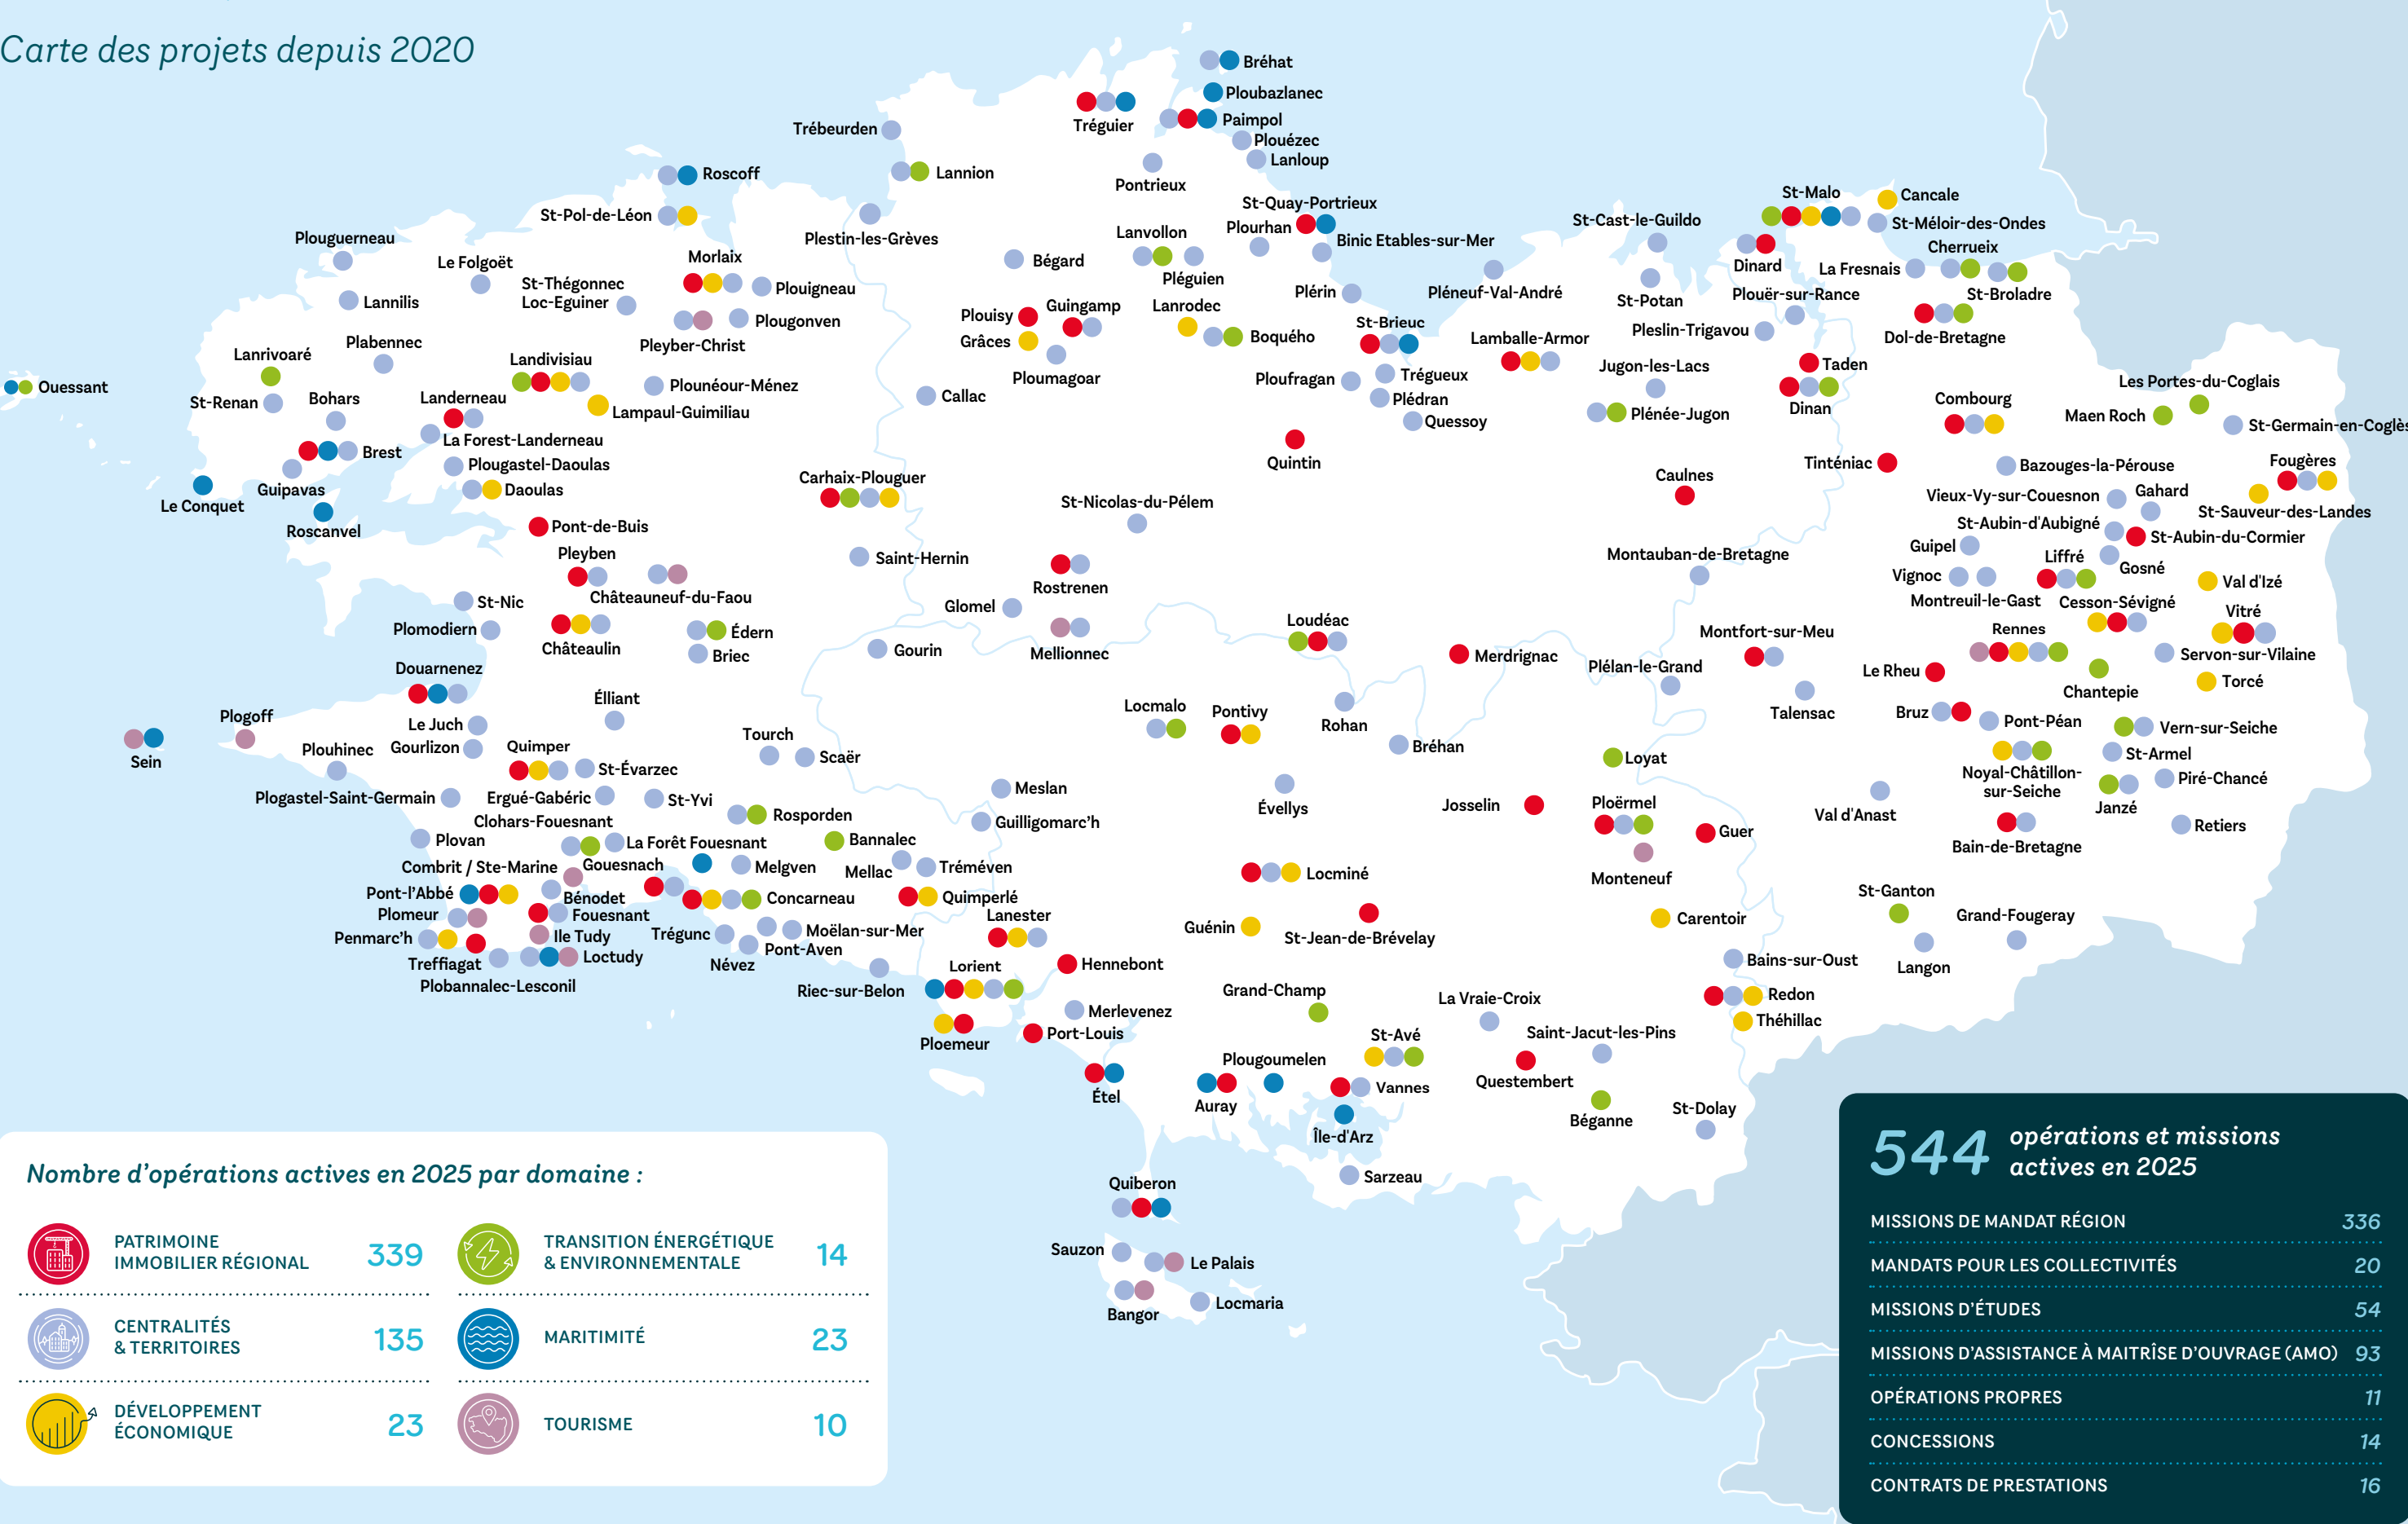 Carte des projets depuis 2020
Bréhat
Ploubazlanec
Tréguier
Paimpol
Trébeurden
Plouézec
Lanloup
Roscoff
Lannion
Pontrieux
St-Pol-de-Léon
St-Quay-Portrieux
St-Malo
Cancale
Plestin-les-Grèves
Plourhan
St-Cast-le-Guildo
St-Méloir-des-Ondes
Plouguerneau
Lanvollon
Binic Etables-sur-Mer
Cherrueix
Le Folgoët
Morlaix
Bégard
Pléguien
Dinard
La Fresnais
St-Thégonnec
Loc-Eguiner
Plouigneau
Plérin
Pléneuf-Val-André
St-Potan
Plouër-sur-Rance
St-Broladre
Lannilis
Plougonven
Plouisy
Guingamp
Lanrodec
St-Brieuc
Pleslin-Trigavou
Dol-de-Bretagne
Plabennec
Pleyber-Christ
Grâces
Boquého
Lamballe-Armor
Lanrivoaré
Landivisiau
Ploumagoar
Jugon-les-Lacs
Taden
Ouessant
Plounéour-Ménez
Ploufragan
Trégueux
Les Portes-du-Coglais
St-Renan
Bohars
Landerneau
Lampaul-Guimiliau
Callac
Plédran
Plénée-Jugon
Dinan
Combourg
Maen Roch
St-Germain-en-Coglès
Quessoy
La Forest-Landerneau
Brest
Quintin
Tinténiac
Bazouges-la-Pérouse
Fougères
Plougastel-Daoulas
Guipavas
Daoulas
Carhaix-Plouguer
Caulnes
Vieux-Vy-sur-Couesnon
Gahard
Le Conquet
St-Nicolas-du-Pélem
St-Sauveur-des-Landes
Roscanvel
Pont-de-Buis
St-Aubin-d'Aubigné
St-Aubin-du-Cormier
Pleyben
Saint-Hernin
Montauban-de-Bretagne
Guipel
Liffré
Gosné
Châteauneuf-du-Faou
Rostrenen
Vignoc
Val d'Izé
St-Nic
Glomel
Montreuil-le-Gast
Cesson-Sévigné
Vitré
Plomodiern
Édern
Loudéac
Montfort-sur-Meu
Rennes
Châteaulin
Briec
Gourin
Mellionnec
Merdrignac
Plélan-le-Grand
Servon-sur-Vilaine
Douarnenez
Le Rheu
Chantepie
Torcé
Élliant
Locmalo
Pontivy
Rohan
Talensac
Bruz
Pont-Péan
Vern-sur-Seiche
Plogoff
Le Juch
Tourch
Bréhan
Sein
Plouhinec
Gourlizon
Quimper
Scaër
Loyat
St-Armel
St-Évarzec
Noyal-Châtillon-
sur-Seiche
Piré-Chancé
Plogastel-Saint-Germain
Ergué-Gabéric
St-Yvi
Meslan
Évellys
Josselin
Ploërmel
Val d'Anast
Janzé
Clohars-Fouesnant
Rosporden
Guilligomarc'h
Guer
Retiers
Plovan
La Forêt Fouesnant
Bannalec
Bain-de-Bretagne
Combrit / Ste-Marine
Gouesnach
Melgven
Mellac
Tréméven
Locminé
Monteneuf
Pont-l'Abbé
Bénodet
Concarneau
Quimperlé
St-Ganton
Plomeur
Fouesnant
Lanester
Guénin
Carentoir
Grand-Fougeray
Penmarc'h
Ile Tudy
Trégunc
Moëlan-sur-Mer
St-Jean-de-Brévelay
Treffiagat
Loctudy
Névez
Pont-Aven
Lorient
Hennebont
Bains-sur-Oust
Langon
Plobannalec-Lesconil
Riec-sur-Belon
Grand-Champ
La Vraie-Croix
Redon
Merlevenez
Théhillac
Ploemeur
Port-Louis
St-Avé
Saint-Jacut-les-Pins
Plougoumelen
Étel
Auray
Vannes
Questembert
Béganne
St-Dolay
Île-d'Arz
Sarzeau
Quiberon
Sauzon
Le Palais
Bangor
Locmaria
Nombre d'opérations actives en 2025 par domaine :
PATRIMOINE
IMMOBILIER RÉGIONAL
339
TRANSITION ÉNERGÉTIQUE
& ENVIRONNEMENTALE
14
CENTRALITÉS
& TERRITOIRES
135
MARITIMITÉ
23
DÉVELOPPEMENT
ÉCONOMIQUE
23
TOURISME
10
544
opérations et missions
actives en 2025
MISSIONS DE MANDAT RÉGION 336
MANDATS POUR LES COLLECTIVITÉS 20
MISSIONS D'ÉTUDES 54
MISSIONS D'ASSISTANCE À MAITRÎSE D'OUVRAGE (AMO) 93
OPÉRATIONS PROPRES 11
CONCESSIONS 14
CONTRATS DE PRESTATIONS 16